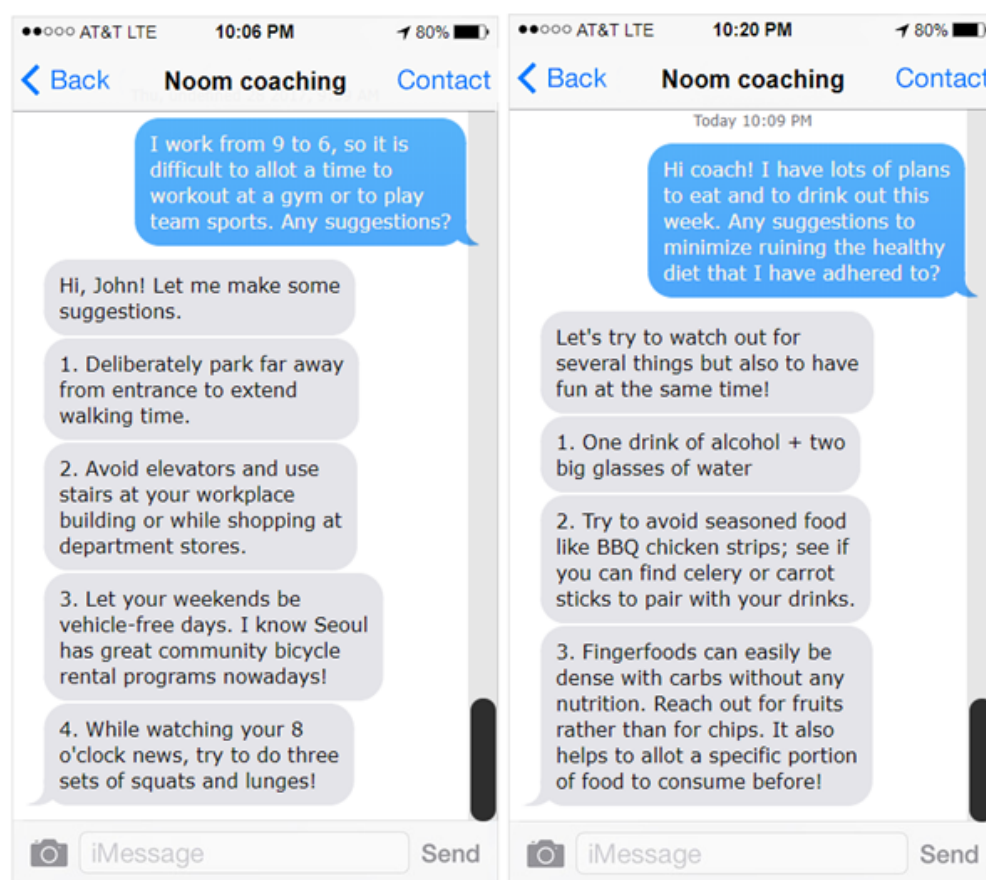 AT&T LTE
10:06 PM
80%
Back
Noom coaching
Contact
I work from 9 to 6, so it is
difficult to allot a time to
workout at a gym or to play
team sports. Any suggestions?
Hi, John! Let me make some
suggestions.
1. Deliberately park far away
from entrance to extend
walking time.
2. Avoid elevators and use
stairs at your workplace
building or while shopping at
department stores.
3. Let your weekends be
vehicle-free days. I know Seoul
has great community bicycle
rental programs nowadays!
4. While watching your 8
o'clock news, try to do three
sets of squats and lunges!
iMessage
Send
AT&T LTE
10:20 PM
80%
Back
Noom coaching
Contact
Today 10:09 PM
Hi coach! I have lots of plans
to eat and to drink out this
week. Any suggestions to
minimize ruining the healthy
diet that I have adhered to?
Let's try to watch out for
several things but also to have
fun at the same time!
1. One drink of alcohol + two
big glasses of water
2. Try to avoid seasoned food
like BBQ chicken strips; see if
you can find celery or carrot
sticks to pair with your drinks.
3. Fingerfoods can easily be
dense with carbs without any
nutrition. Reach out for fruits
rather than for chips. It also
helps to allot a specific portion
of food to consume before!
iMessage
Send